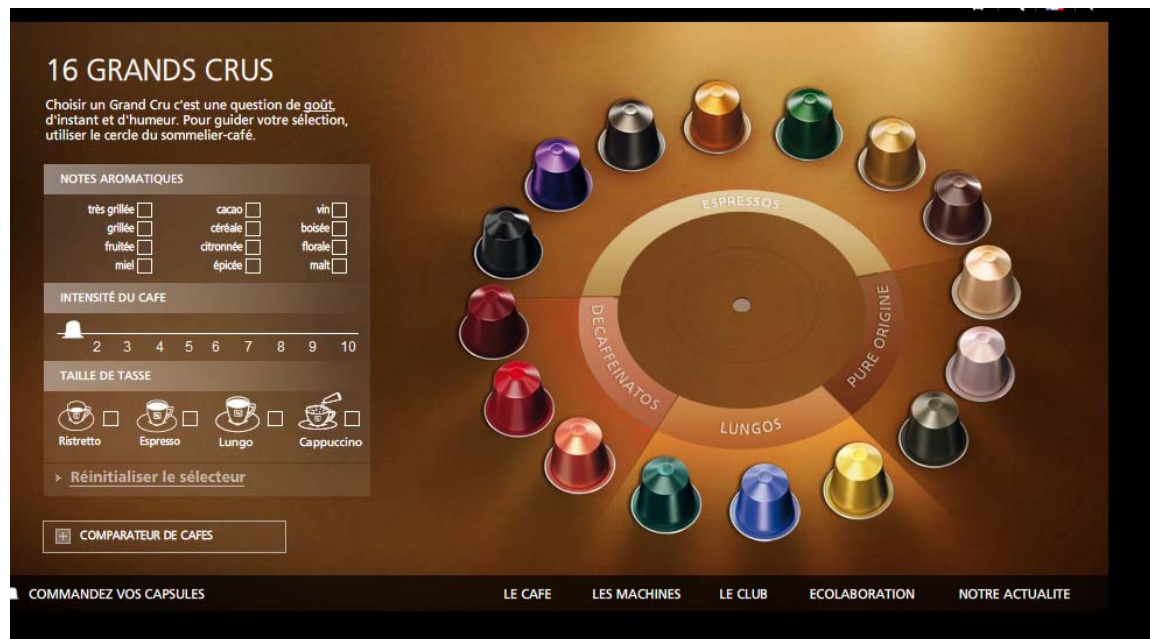 16 GRANDS CRUS
Choisir un Grand Cru c'est une question de goût,
d'instant et d'humeur. Pour guider votre sélection,
utiliser le cercle du sommelier-café.
NOTES AROMATIQUES
très grillée cacao vin
grillée céréale boisée
fruitée citronnée florale
miel épicée malt
INTENSITÉ DU CAFE
2 3 4 5 6 7 8 9 10
TAILLE DE TASSE
Ristretto Espresso Lungo Cappuccino
Réinitialiser le sélecteur
COMPARATEUR DE CAFES
ESPRESSOS
PURE ORIGINE
LUNGOS
DECAFFEINATOS
COMMANDEZ VOS CAPSULES LE CAFE LES MACHINES LE CLUB ECOLABORATION NOTRE ACTUALITE